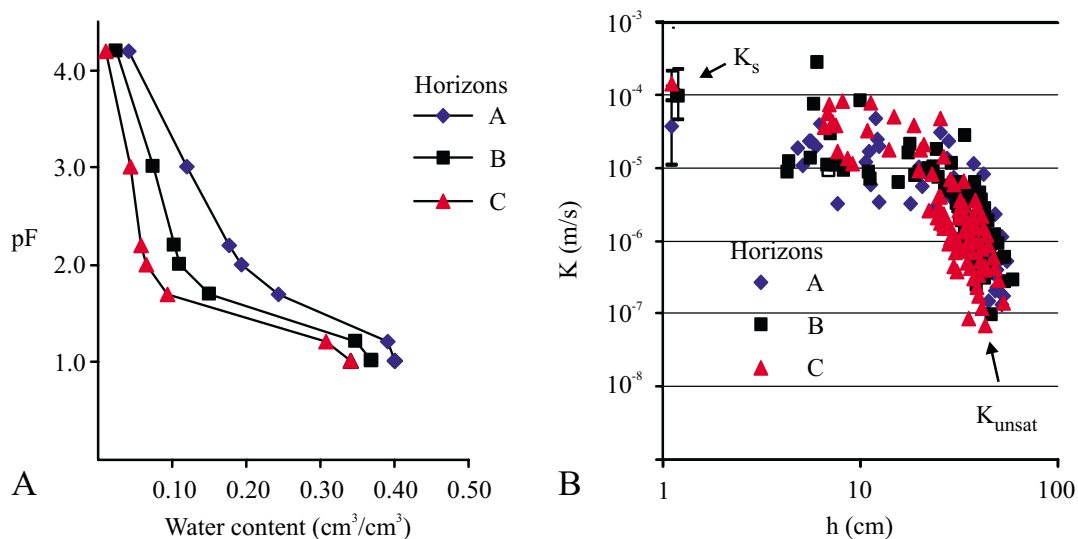 4.0
3.0
2.0
1.0
pF
Horizons
A
B
C
0.10 0.20 0.30 0.40 0.50
Water content (cm³/cm³)
A
10⁻³
10⁻⁴
10⁻⁵
10⁻⁶
10⁻⁷
10⁻⁸
K (m/s)
Kₛ
Horizons
A
B
C
K_unsat
1 10 100
h (cm)
B